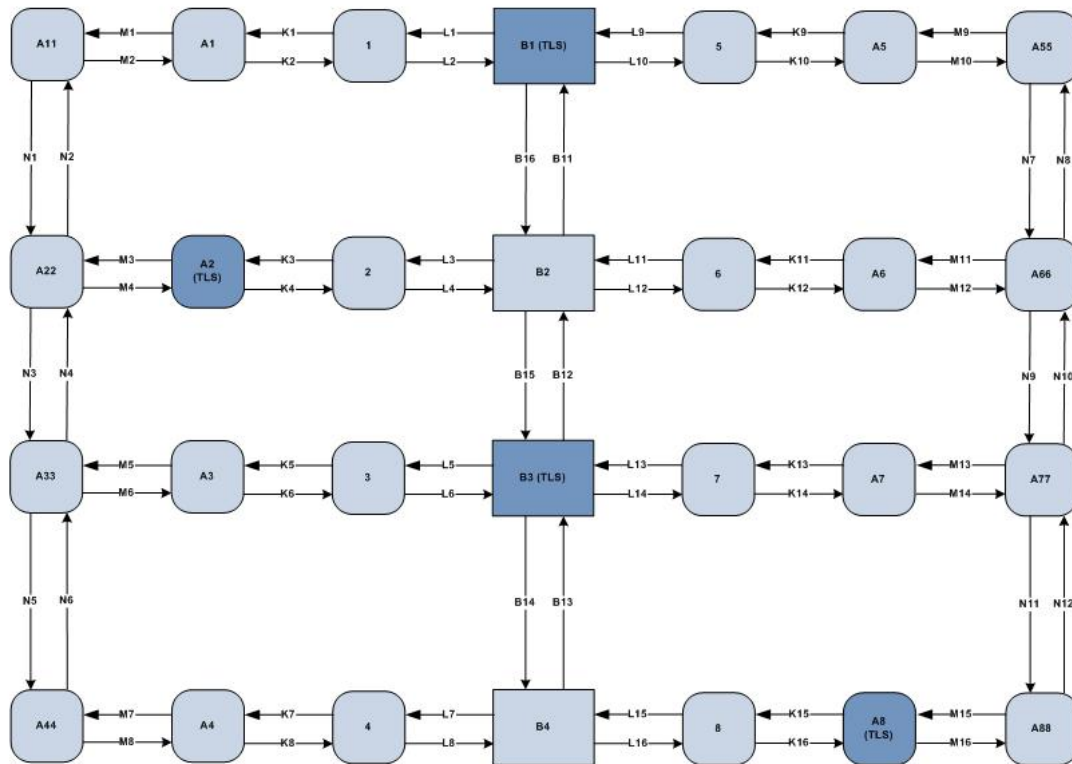 A11
M1
M2
A1
K1
K2
1
L1
L2
B1 (TLS)
L9
L10
5
K9
K10
A5
M9
M10
A55
N1
N2
B16
B11
N7
N8
A22
M3
M4
A2
(TLS)
K3
K4
2
L3
L4
B2
L11
L12
6
K11
K12
A6
M11
M12
A66
N3
N4
B15
B12
N9
N10
A33
M5
M6
A3
K5
K6
3
L5
L6
B3 (TLS)
L13
L14
7
K13
K14
A7
M13
M14
A77
N5
N6
B14
B13
N11
N12
A44
M7
M8
A4
K7
K8
4
L7
L8
B4
L15
L16
8
K15
K16
A8
(TLS)
M15
M16
A88